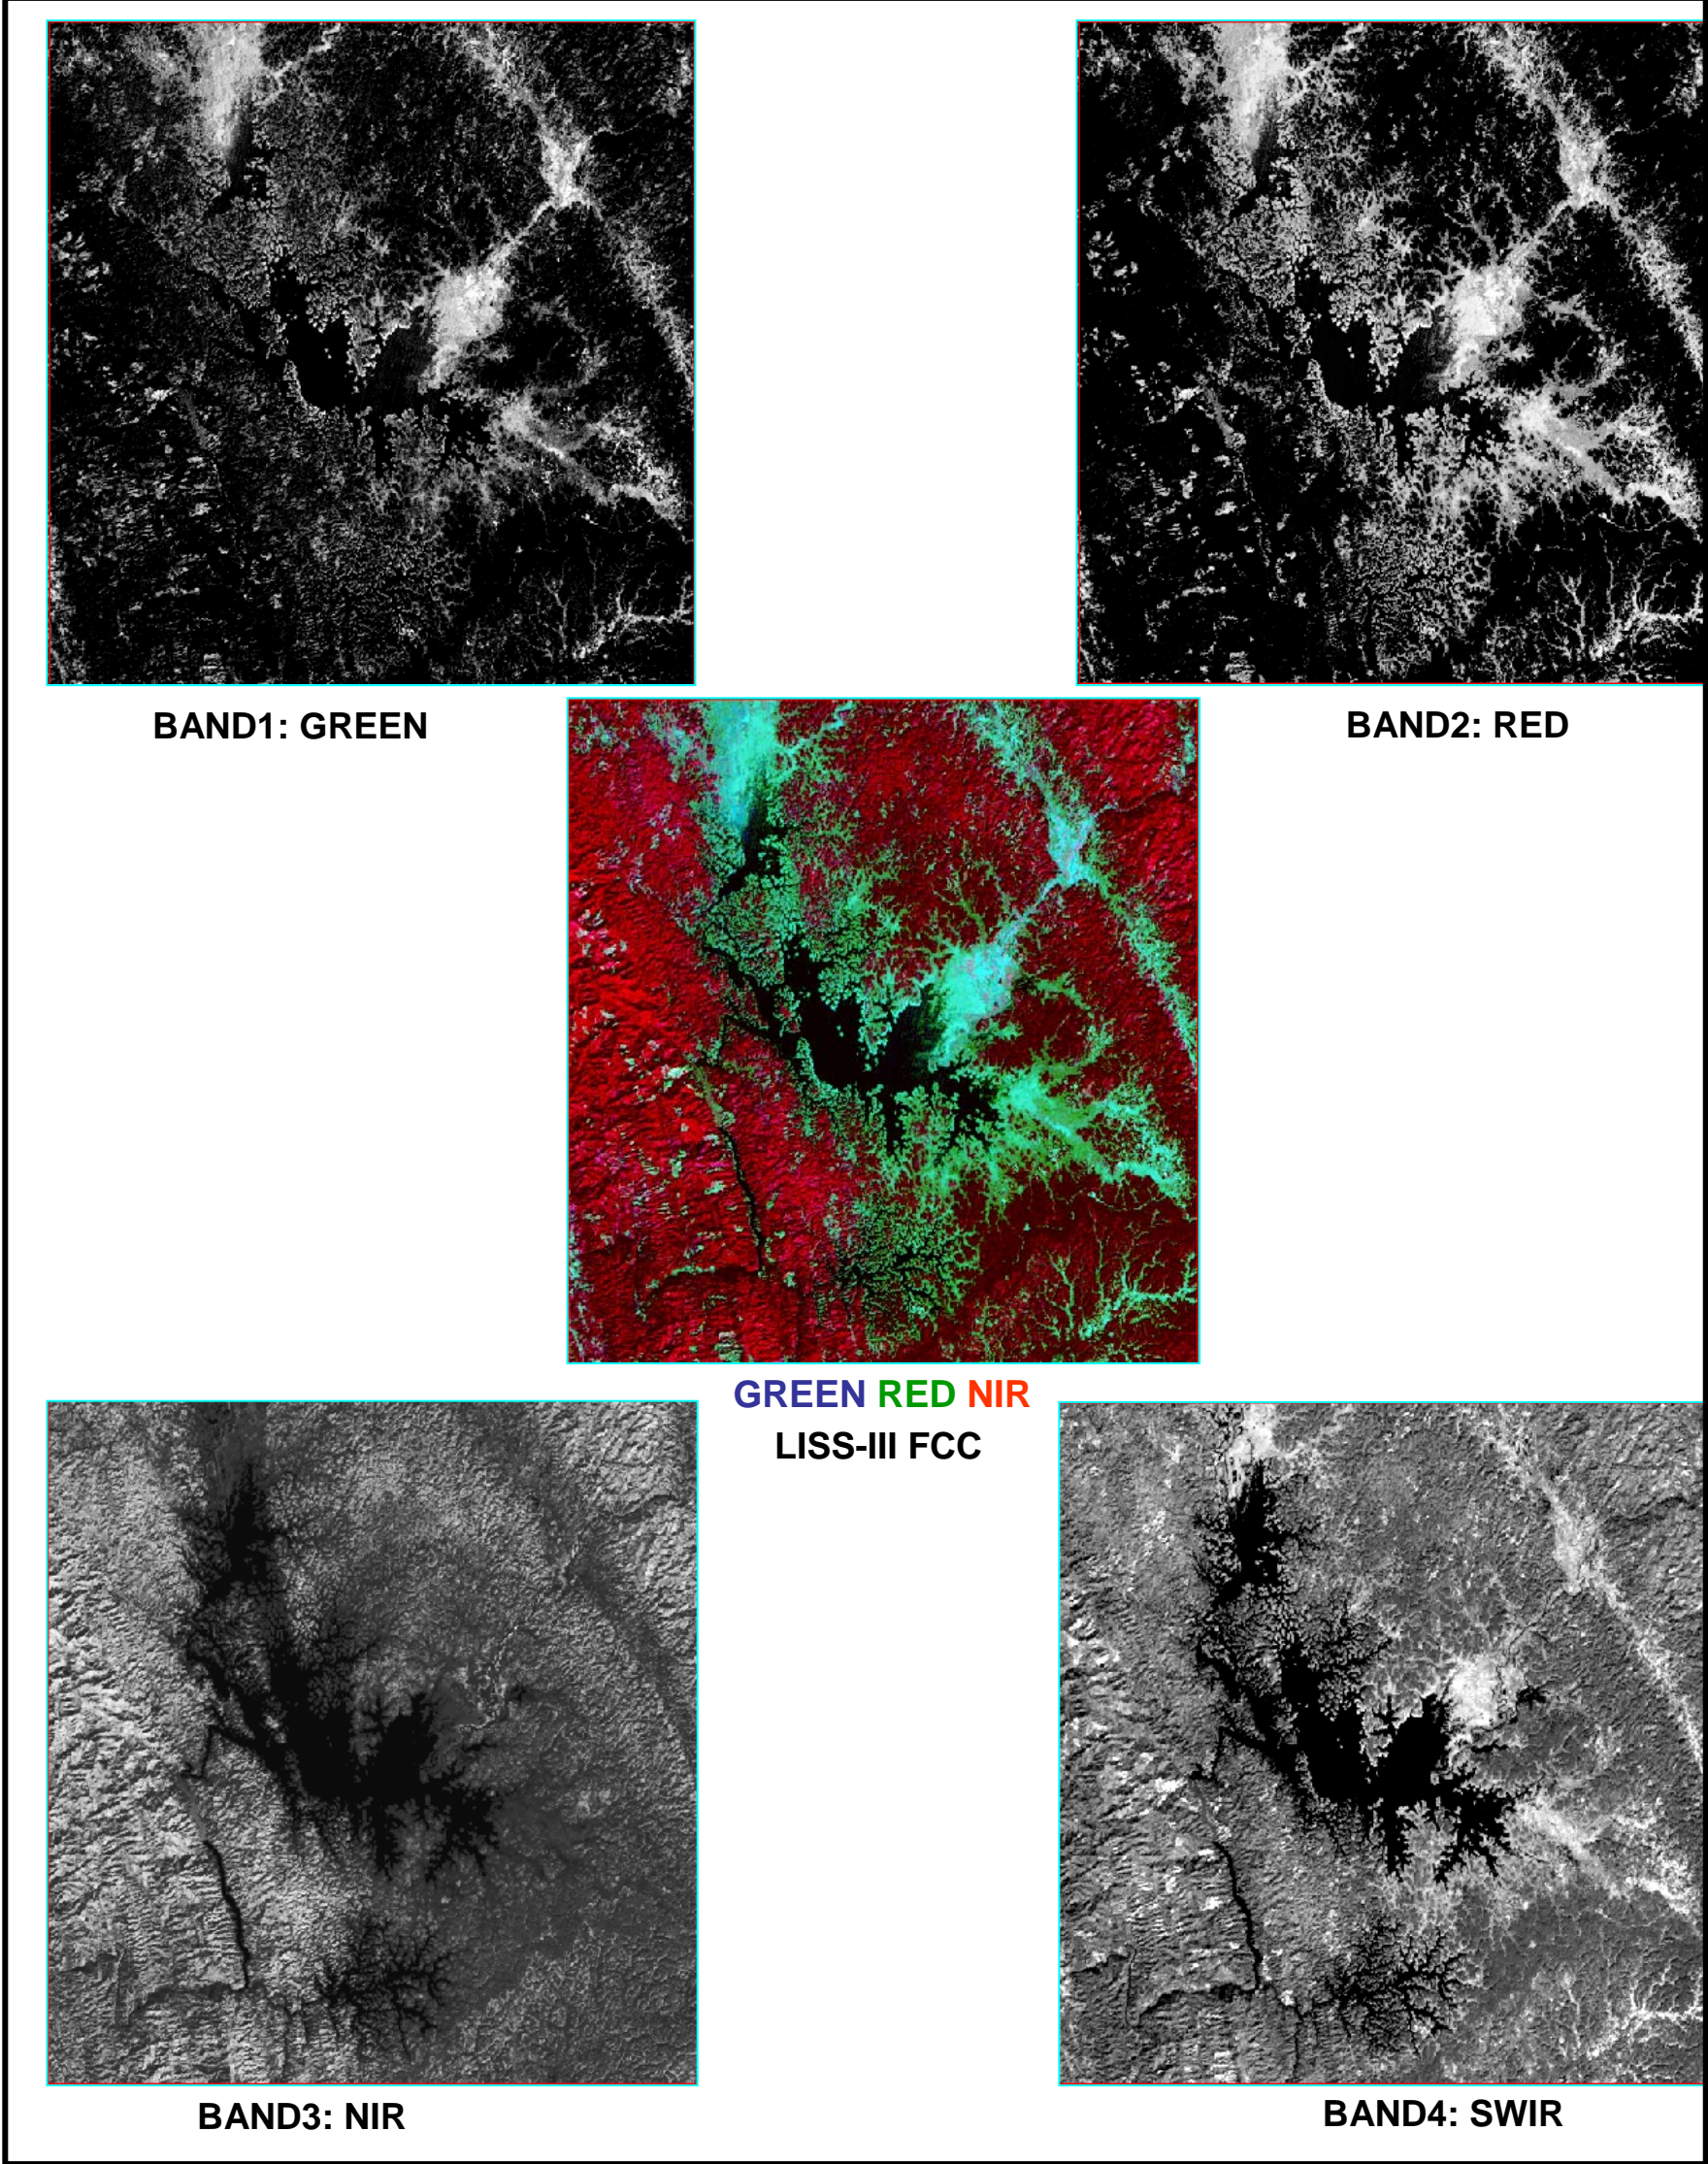 BAND1: GREEN
BAND2: RED
GREEN RED NIR
LISS-III FCC
BAND3: NIR
BAND4: SWIR